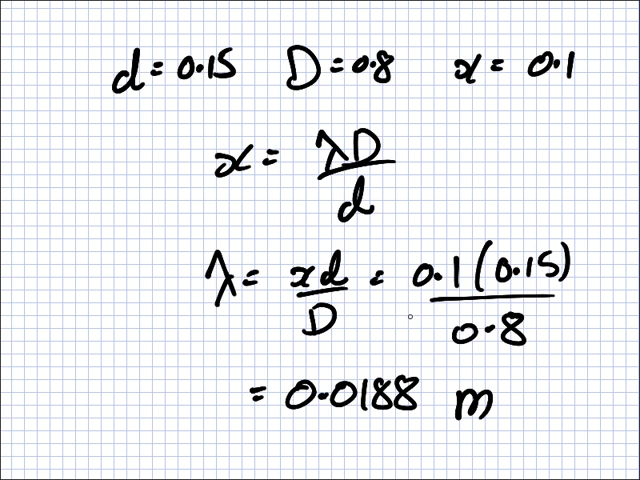 d = 0.15 D = 0.8 x = 0.1
x = λD/d
λ = xd/D = 0.1(0.15)/0.8
= 0.0188 m